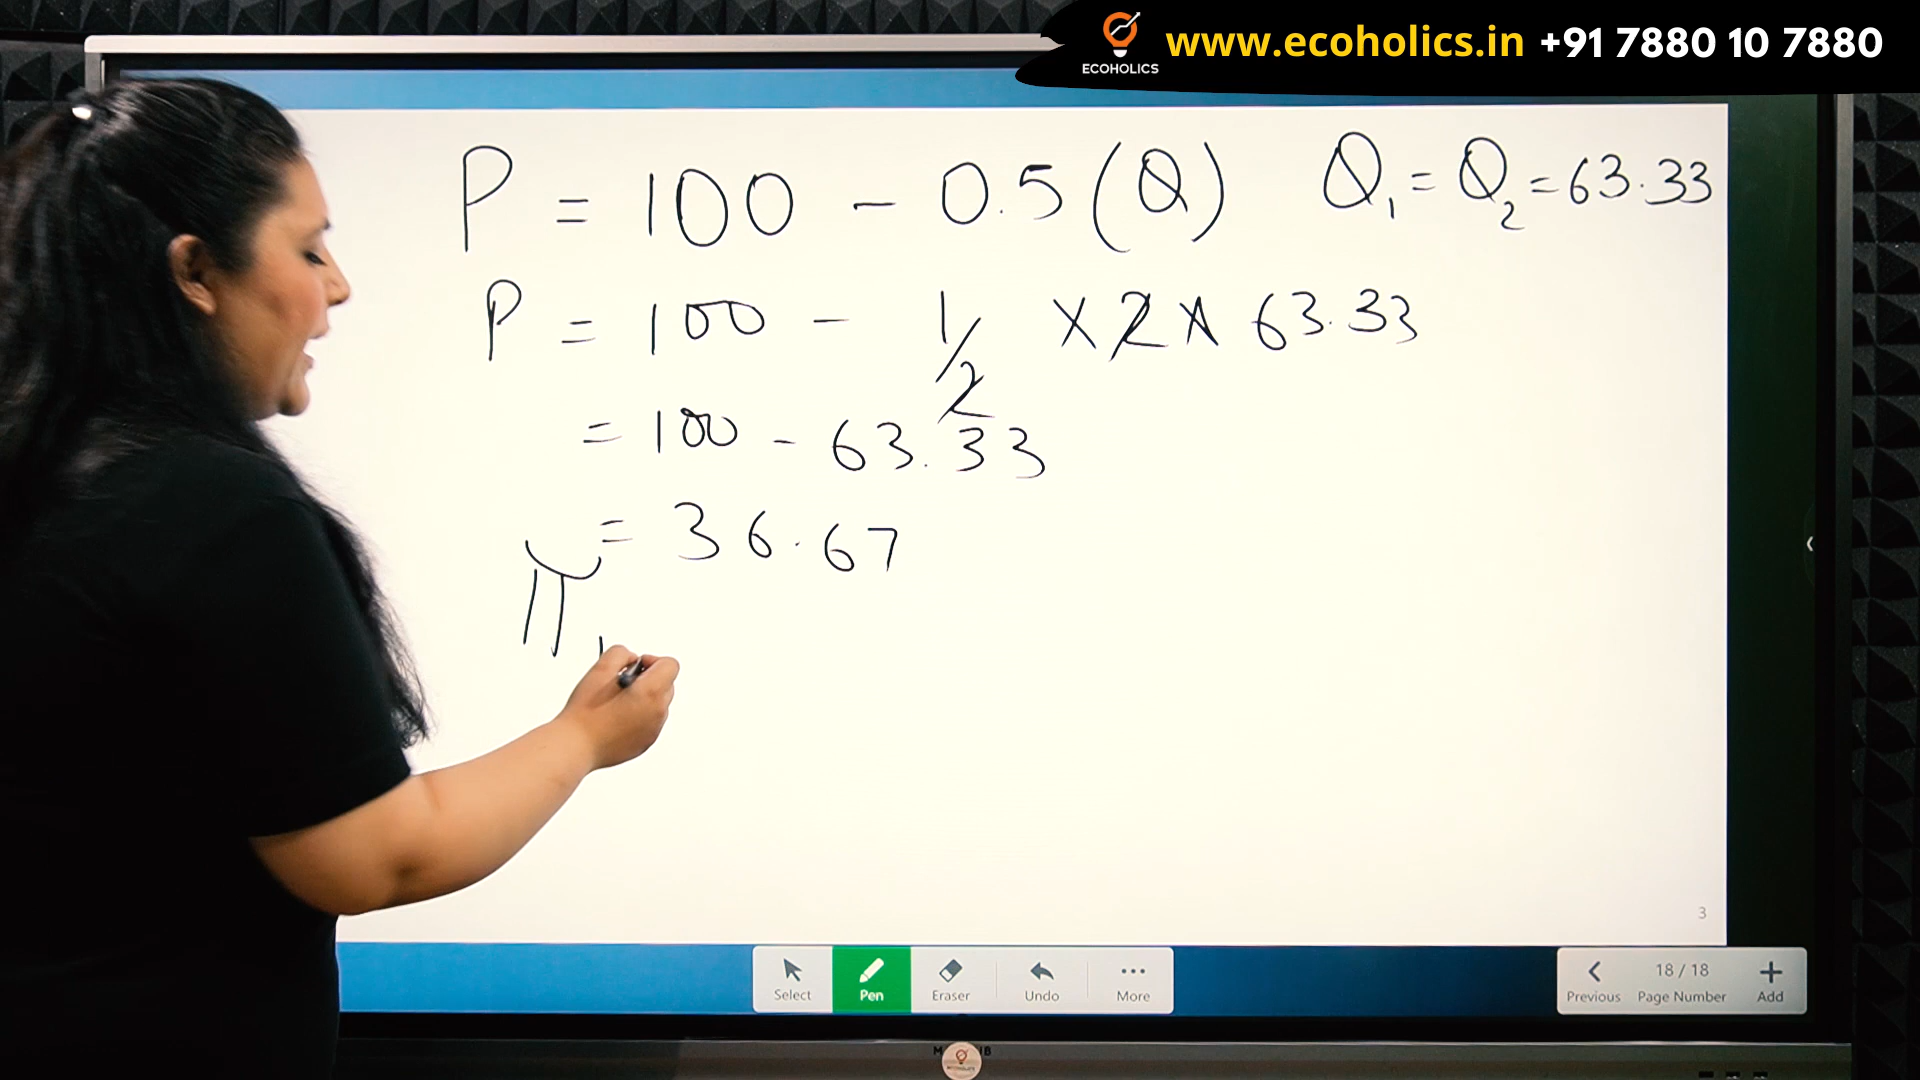 ECOHOLICS
www.ecoholics.in +91 7880 10 7880
P = 100 - 0.5 (Q) Q₁ = Q₂ = 63.33
P = 100 - 1/2 X 2 X 63.33
= 100 - 63.33
= 36.67
π
3
Select Pen Eraser Undo More
Previous 18 / 18 Page Number Add